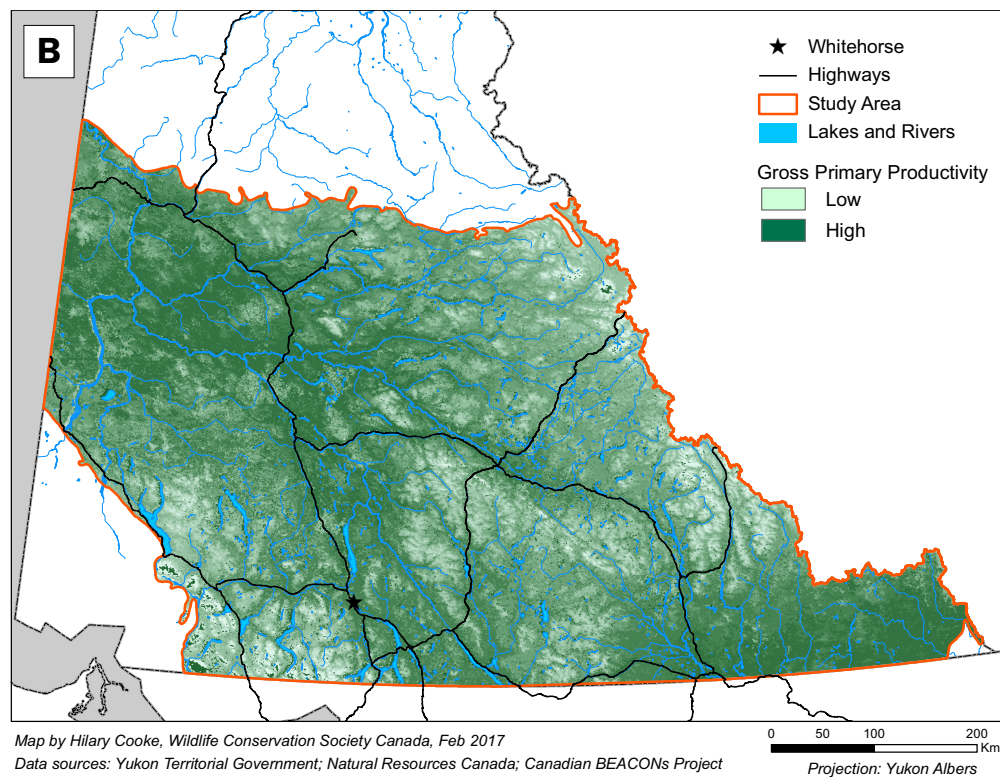 B
Whitehorse
Highways
Study Area
Lakes and Rivers
Gross Primary Productivity
Low
High
Map by Hilary Cooke, Wildlife Conservation Society Canada, Feb 2017
Data sources: Yukon Territorial Government; Natural Resources Canada; Canadian BEACONs Project
0 50 100 200
Km
Projection: Yukon Albers